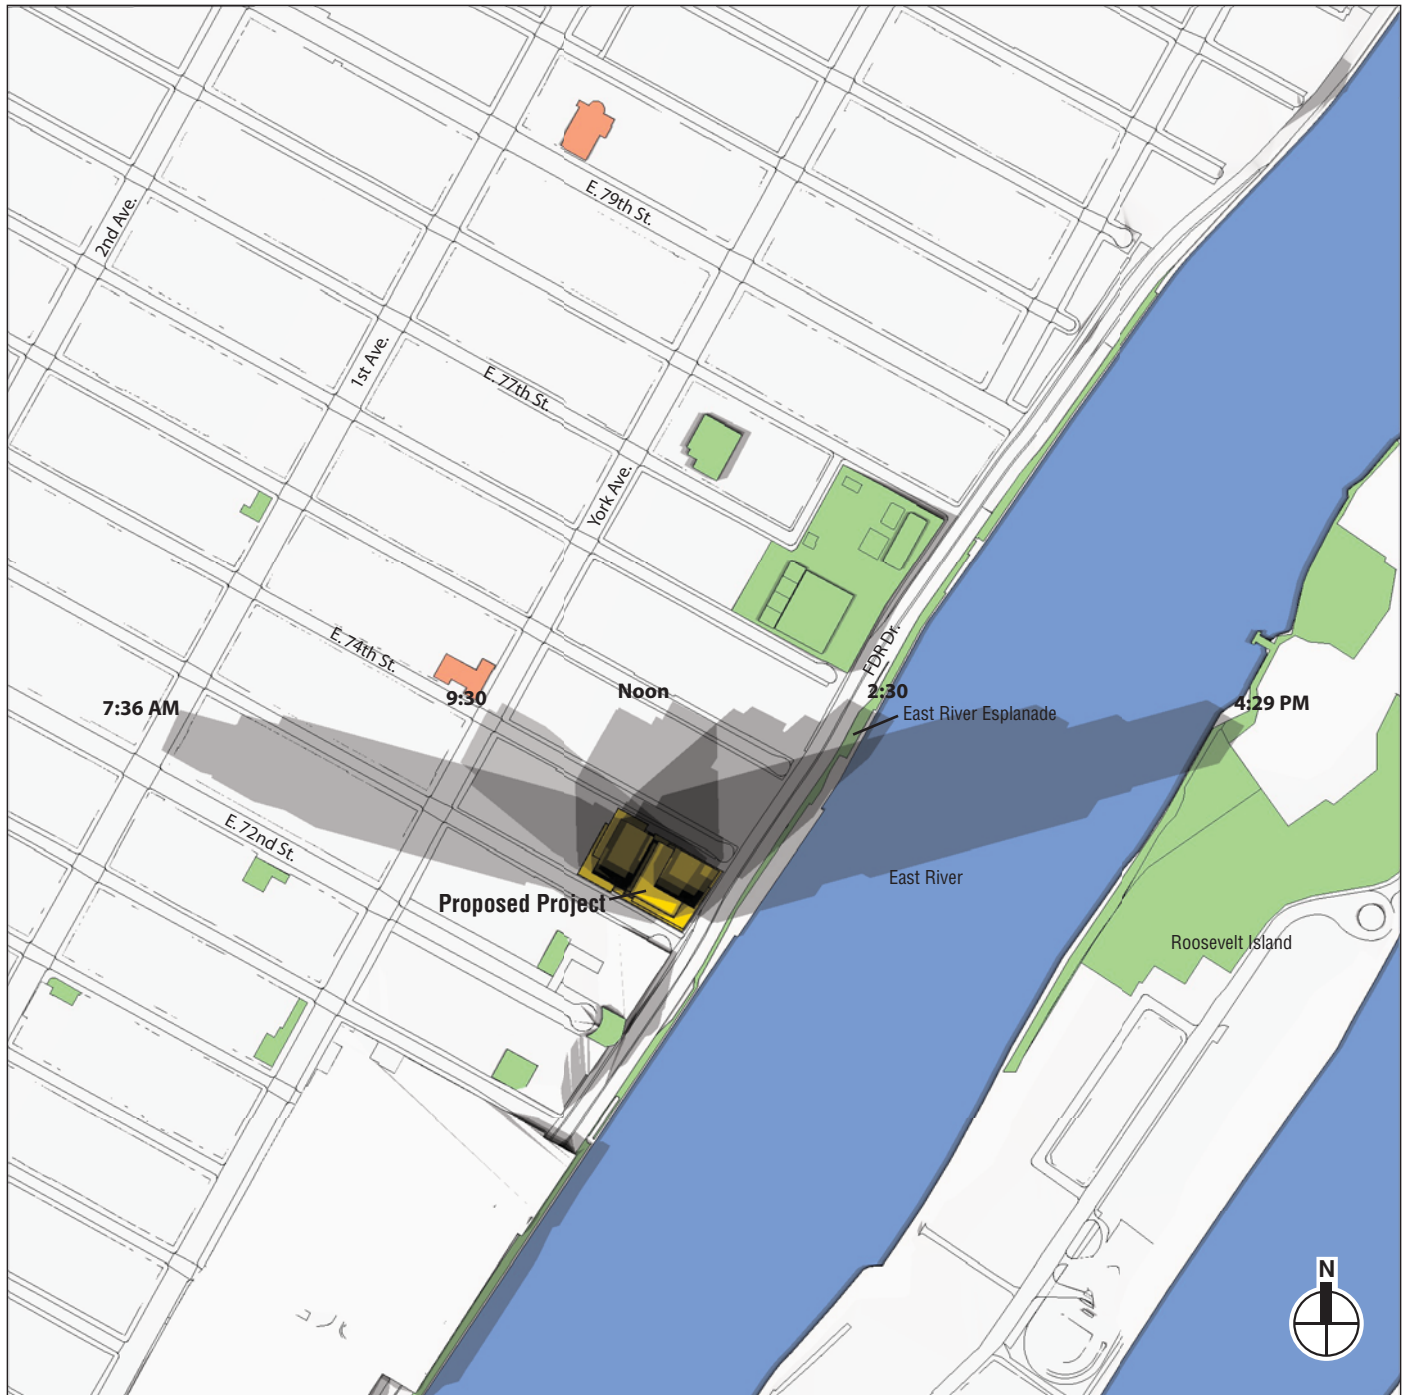 E. 79th St.
2nd Ave.
1st Ave.
E. 77th St.
York Ave.
E. 74th St.
FDR Dr.
7:36 AM
9:30
Noon
2:30
4:29 PM
East River Esplanade
E. 72nd St.
East River
Proposed Project
Roosevelt Island
N